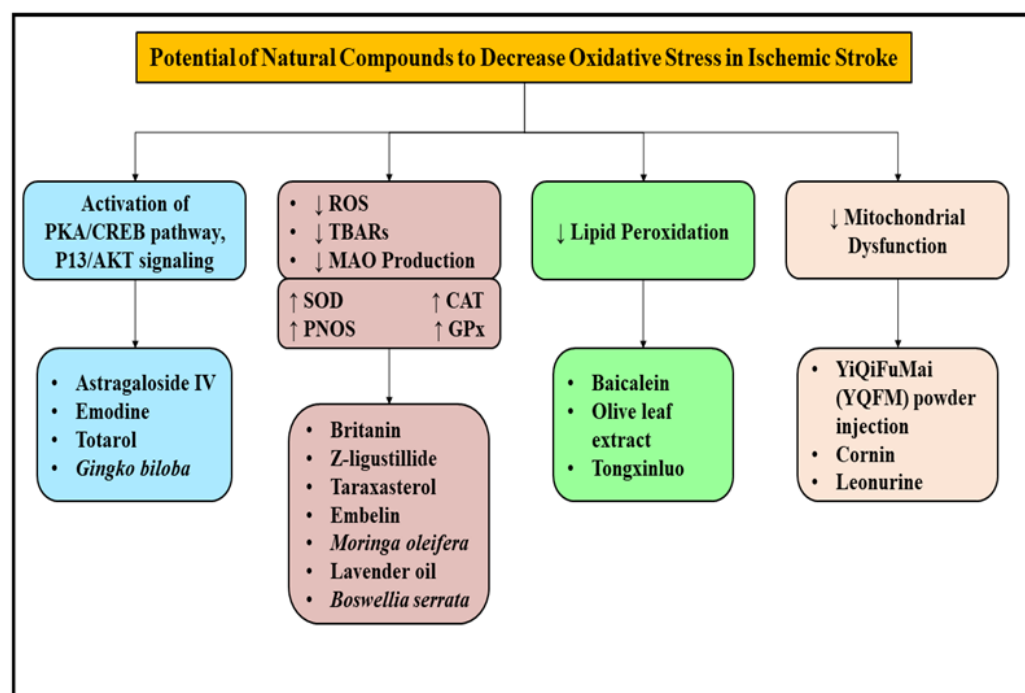 Potential of Natural Compounds to Decrease Oxidative Stress in Ischemic Stroke
Activation of
PKA/CREB pathway,
P13/AKT signaling
• Astragaloside IV
• Emodine
• Totarol
• Gingko biloba
• ↓ ROS
• ↓ TBARs
• ↓ MAO Production
↑ SOD ↑ CAT
↑ PNOS ↑ GPx
• Britanin
• Z-ligustillide
• Taraxasterol
• Embelin
• Moringa oleifera
• Lavender oil
• Boswellia serrata
↓ Lipid Peroxidation
• Baicalein
• Olive leaf
extract
• Tongxinluo
↓ Mitochondrial
Dysfunction
• YiQiFuMai
(YQFM) powder
injection
• Cornin
• Leonurine